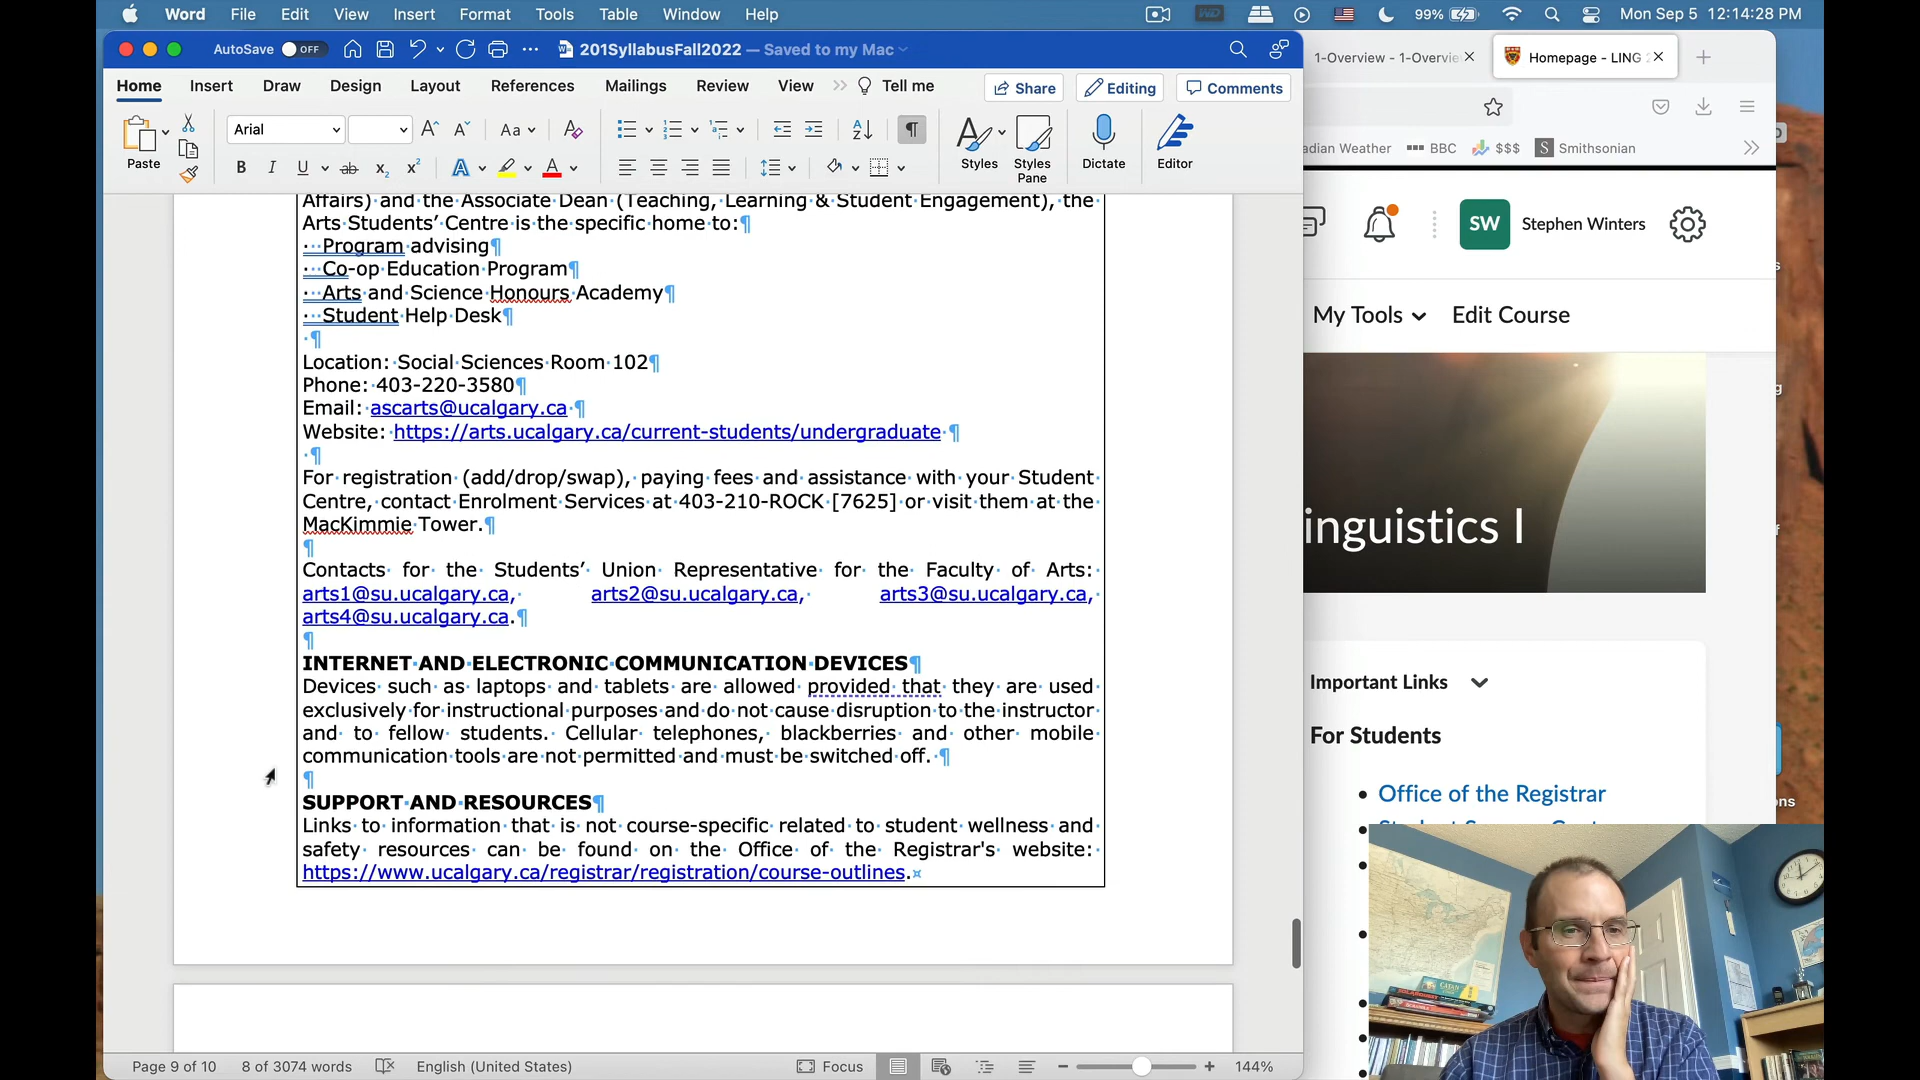 Word File Edit View Insert Format Tools Table Window Help
99% Mon Sep 5 12:14:28 PM
AutoSave OFF 201SyllabusFall2022 — Saved to my Mac
Home Insert Draw Design Layout References Mailings Review View Tell me
Share Editing Comments
Paste Arial Aa Styles Styles Pane Dictate Editor
Affairs) and the Associate Dean (Teaching, Learning & Student Engagement), the
Arts Students’ Centre is the specific home to:¶
····Program advising¶
····Co-op Education Program¶
····Arts and Science Honours Academy¶
····Student Help Desk¶
¶
Location: Social Sciences Room 102¶
Phone: 403-220-3580¶
Email: ascarts@ucalgary.ca ¶
Website: https://arts.ucalgary.ca/current-students/undergraduate ¶
¶
For registration (add/drop/swap), paying fees and assistance with your Student
Centre, contact Enrolment Services at 403-210-ROCK [7625] or visit them at the
MacKimmie Tower.¶
¶
Contacts for the Students’ Union Representative for the Faculty of Arts:
arts1@su.ucalgary.ca, arts2@su.ucalgary.ca, arts3@su.ucalgary.ca,
arts4@su.ucalgary.ca.¶
¶
INTERNET AND ELECTRONIC COMMUNICATION DEVICES¶
Devices such as laptops and tablets are allowed provided that they are used
exclusively for instructional purposes and do not cause disruption to the instructor
and to fellow students. Cellular telephones, blackberries and other mobile
communication tools are not permitted and must be switched off. ¶
¶
SUPPORT AND RESOURCES¶
Links to information that is not course-specific related to student wellness and
safety resources can be found on the Office of the Registrar's website:
https://www.ucalgary.ca/registrar/registration/course-outlines.¤
Page 9 of 10 8 of 3074 words English (United States) Focus 144%
1-Overview - 1-Overvie Homepage - LING
adian Weather BBC $$$ S Smithsonian
SW Stephen Winters
My Tools Edit Course
inguistics I
Important Links
For Students
Office of the Registrar
CATAN